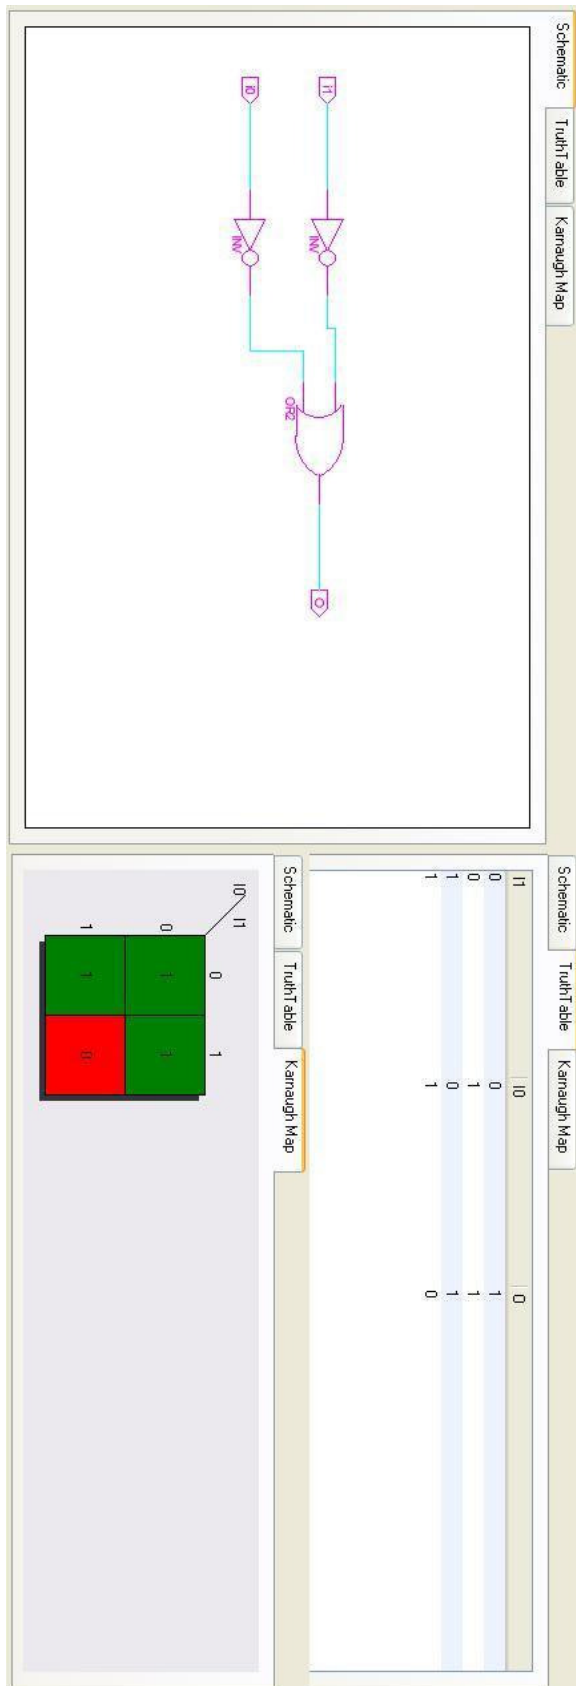 Schematic TruthTable Karnaugh Map
i1
INV
i0
INV
OR2
O
Schematic TruthTable Karnaugh Map
I1 I0 O
0 0 1
0 1 1
1 0 1
1 1 0
Schematic TruthTable Karnaugh Map
I1
I0
0 1
0 1 1
1 1 0